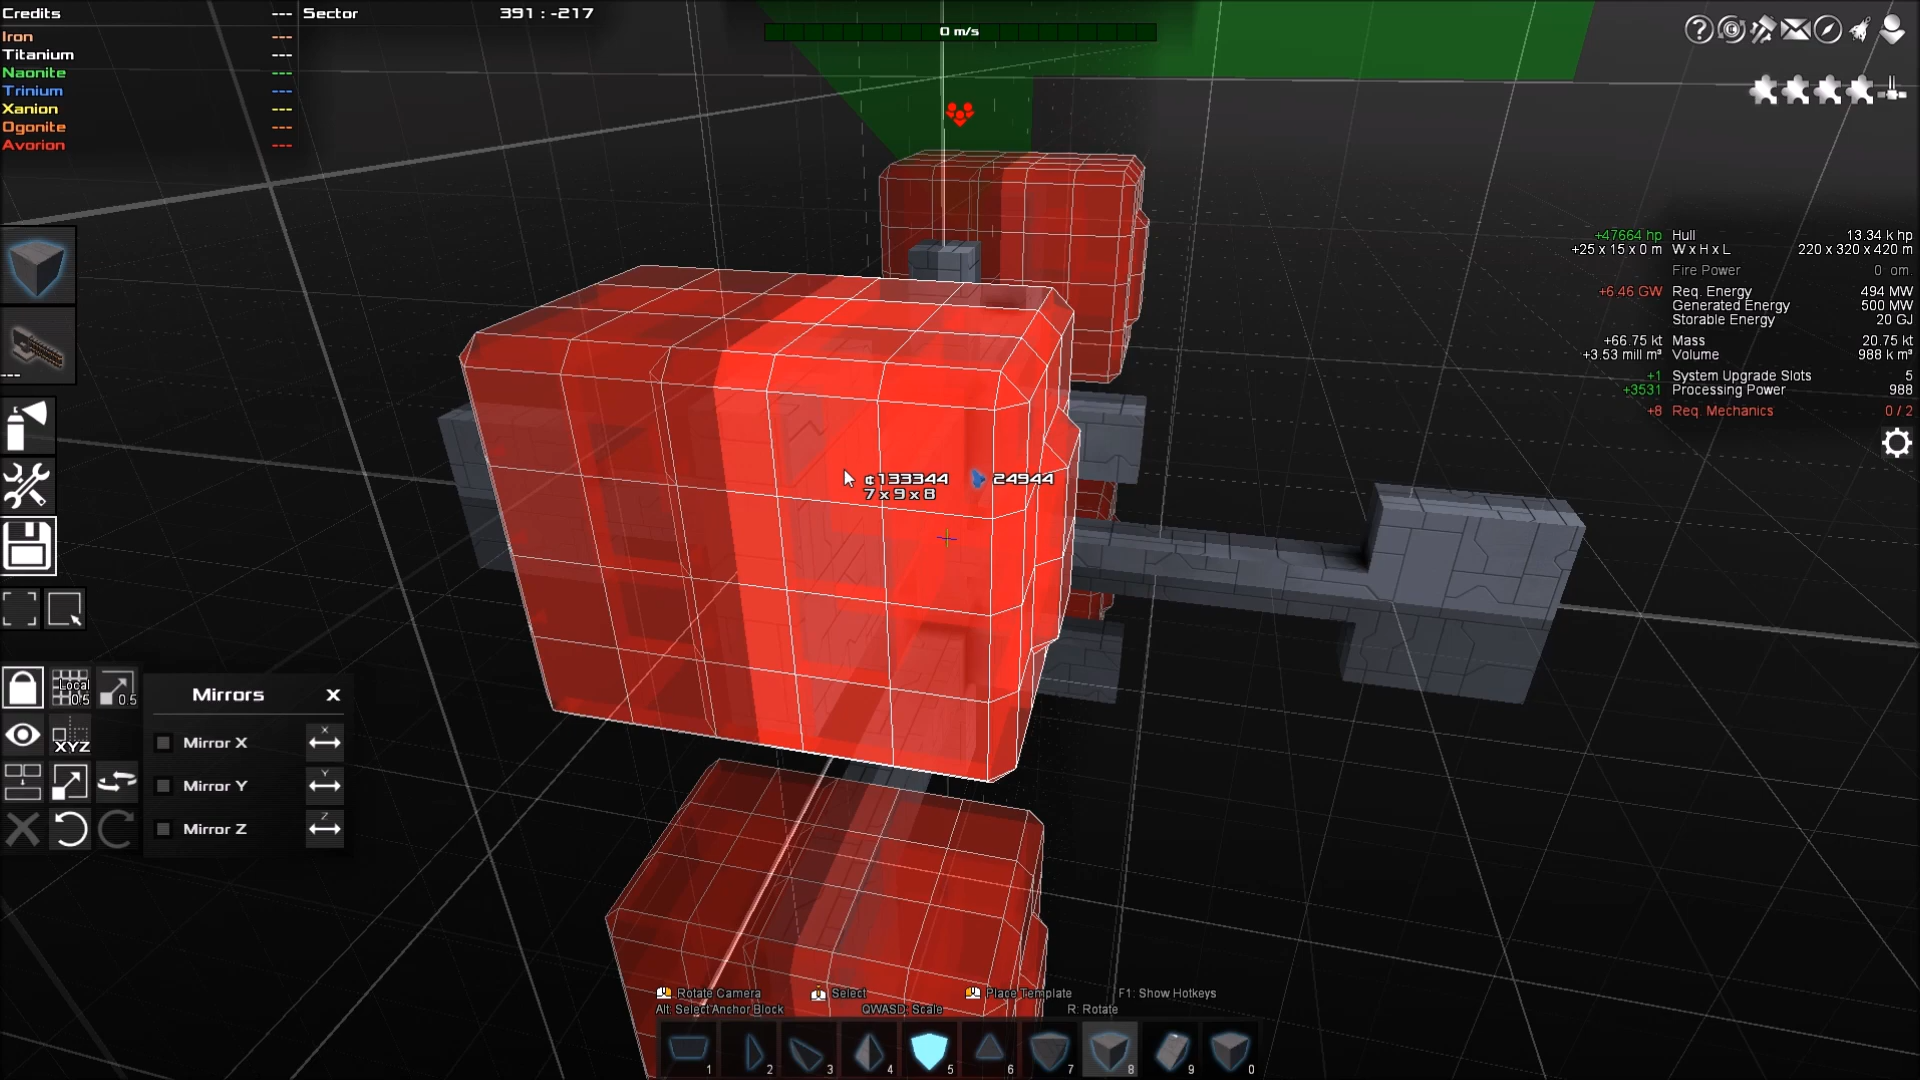 Credits --- Sector 391 : -217
Iron ---
Titanium ---
Naonite ---
Trinium ---
Xanion ---
Ogonite ---
Avorion ---
0 m/s
+47664 hp Hull 13.34 k hp
+25 x 15 x 0 m W x H x L 220 x 320 x 420 m
Fire Power 0 om.
+6.46 GW Req. Energy 494 MW
Generated Energy 500 MW
Storable Energy 20 GJ
+66.75 kt Mass 20.75 kt
+3.53 mill m³ Volume 988 k m³
+1 System Upgrade Slots 5
+3531 Processing Power 988
+8 Req. Mechanics 0 / 2
---
¢133344 24944
7 x 9 x 8
Local
0.5
0.5
XYZ
Mirrors X
Mirror X X
Mirror Y Y
Mirror Z Z
Rotate Camera Select Place Template F1: Show Hotkeys
Alt: Select Anchor Block QWASD: Scale R: Rotate
1 2 3 4 5 6 7 8 9 0